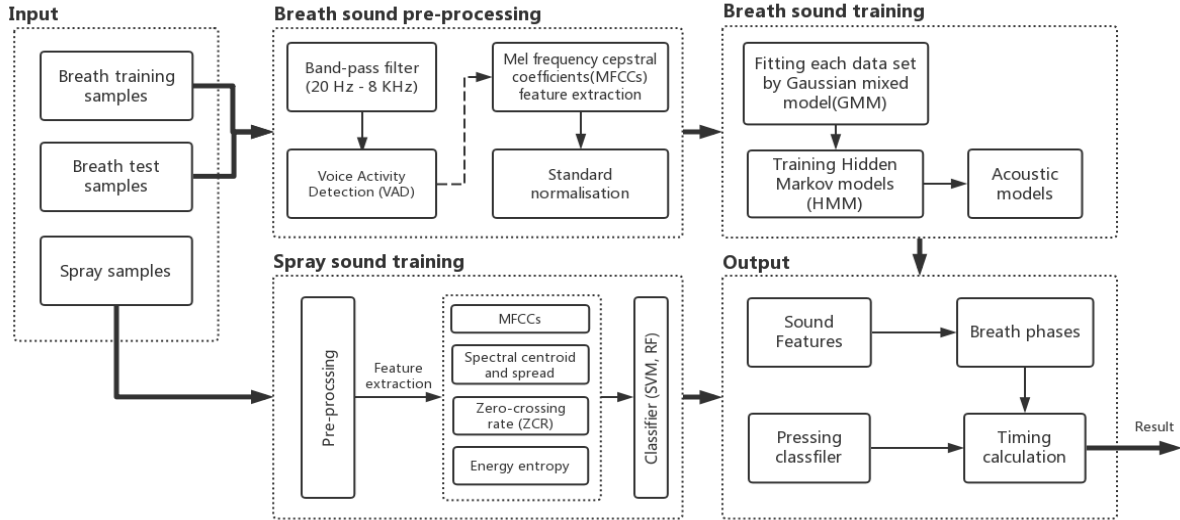 Input
Breath training
samples
Breath test
samples
Spray samples
Breath sound pre-processing
Band-pass filter
(20 Hz - 8 KHz)
Voice Activity
Detection (VAD)
Mel frequency cepstral
coefficients(MFCCs)
feature extraction
Standard
normalisation
Breath sound training
Fitting each data set
by Gaussian mixed
model(GMM)
Training Hidden
Markov models
(HMM)
Acoustic
models
Spray sound training
Pre-procssing
Feature
extraction
MFCCs
Spectral centroid
and spread
Zero-crossing
rate (ZCR)
Energy entropy
Classifier (SVM, RF)
Output
Sound
Features
Breath phases
Pressing
classfiler
Timing
calculation
Result